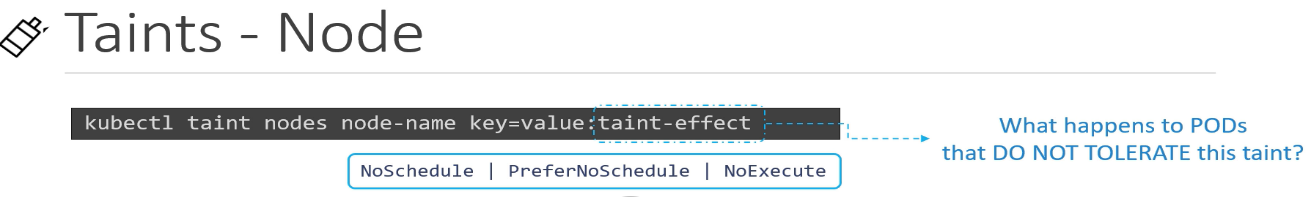 Taints - Node
kubectl taint nodes node-name key=value:taint-effect
What happens to PODs
that DO NOT TOLERATE this taint?
NoSchedule | PreferNoSchedule | NoExecute